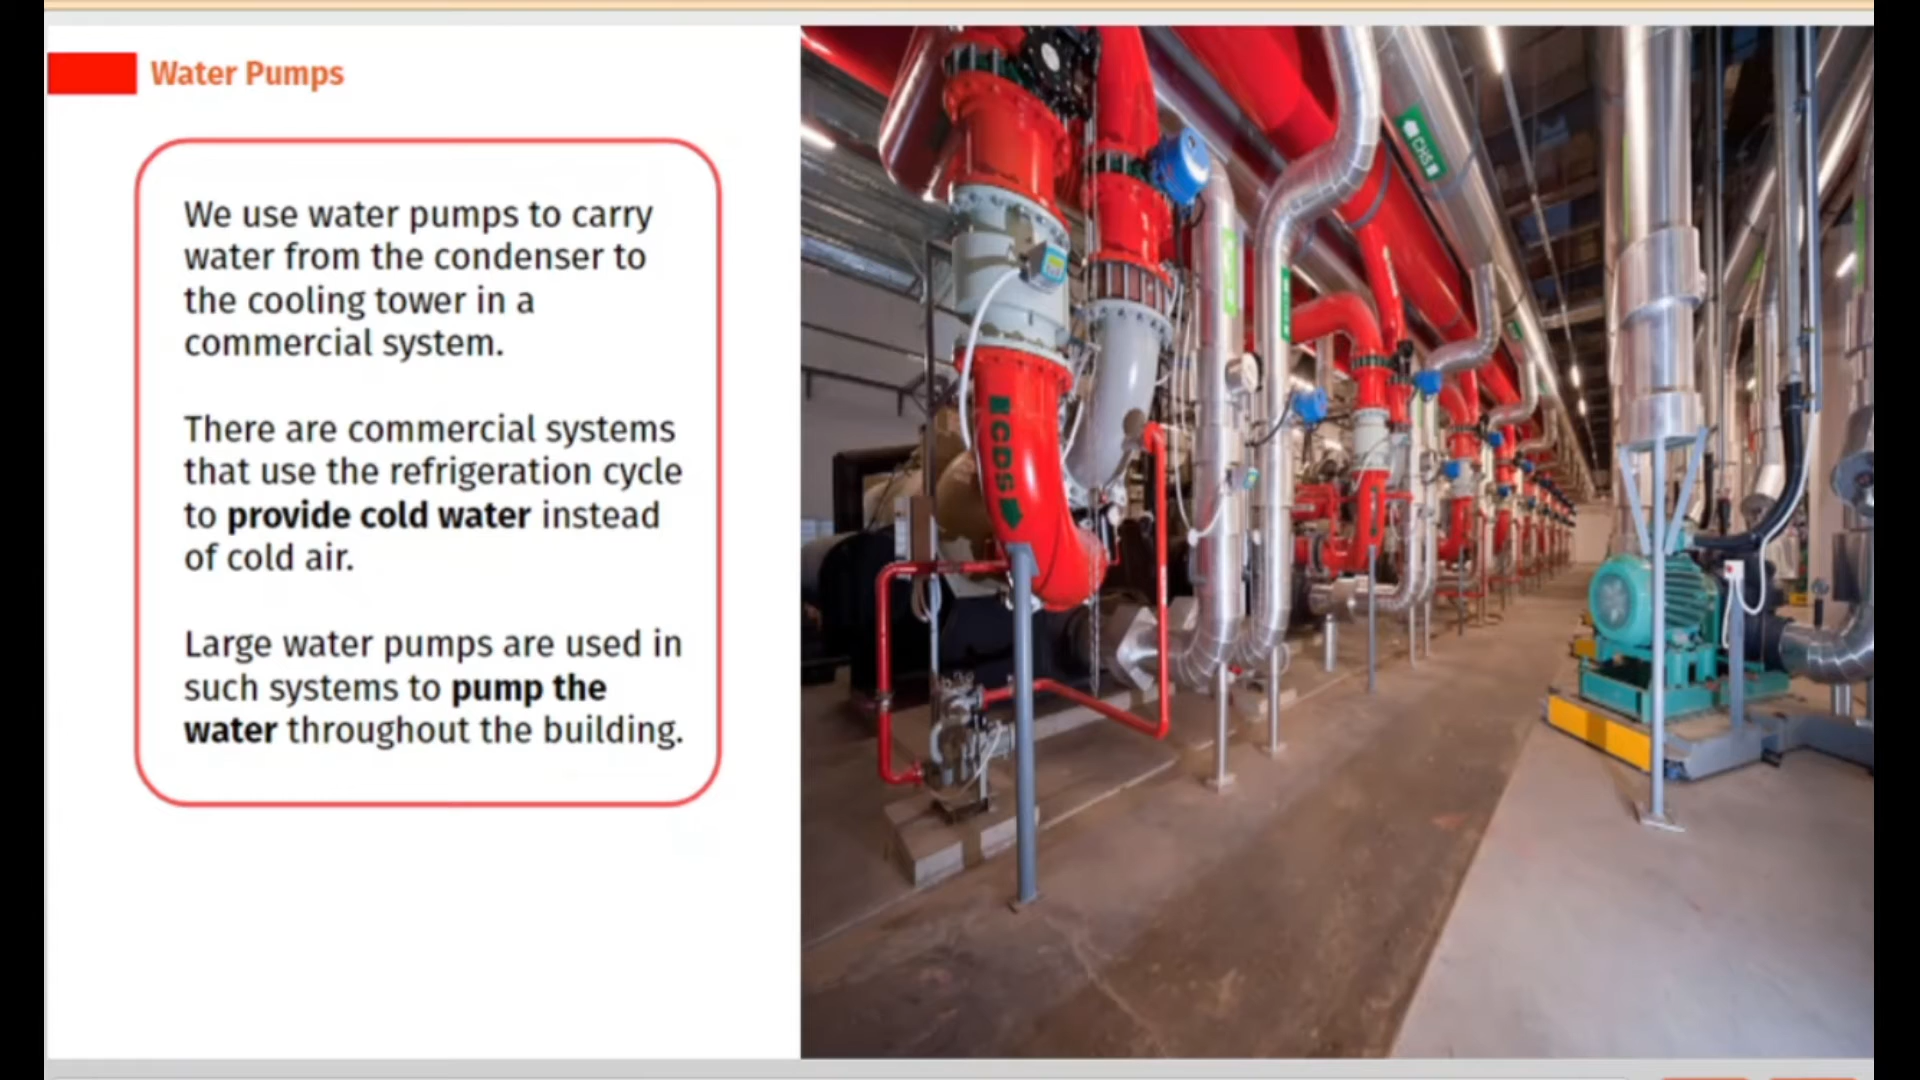 Water Pumps
We use water pumps to carry
water from the condenser to
the cooling tower in a
commercial system.
There are commercial systems
that use the refrigeration cycle
to provide cold water instead
of cold air.
Large water pumps are used in
such systems to pump the
water throughout the building.
CDS
CHS